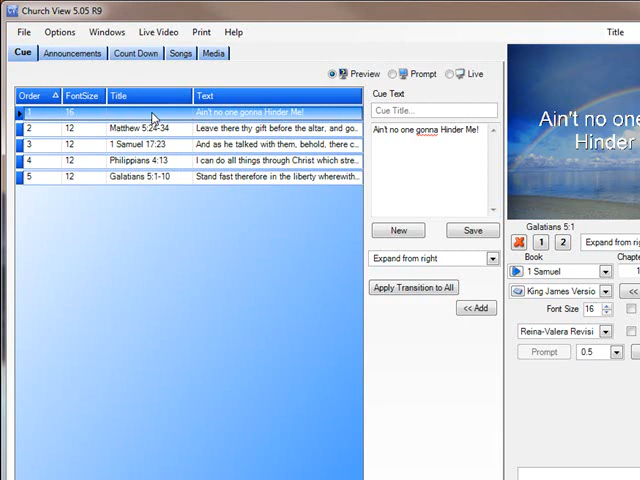 Church View 5.05 R9
File Options Windows Live Video Print Help Title
Cue Announcements Count Down Songs Media
Preview Prompt Live
Order FontSize Title Text
1 16 Ain't no one gonna Hinder Me!
2 12 Matthew 5:24-34 Leave there thy gift before the altar, and go..
3 12 1 Samuel 17:23 And as he talked with them, behold, there c..
4 12 Philippians 4:13 I can do all things through Christ which stre..
5 12 Galatians 5:1-10 Stand fast therefore in the liberty wherewith..
Cue Text
Cue Title...
Ain't no one gonna Hinder Me!
New Save
Expand from right
Apply Transition to All
<< Add
Ain't no one
Hinder
Galatians 5:1
1 2 Expand from righ
Book Chapte
1 Samuel 1
King James Versio <<
Font Size 16
Reina-Valera Revisi
Prompt 0.5